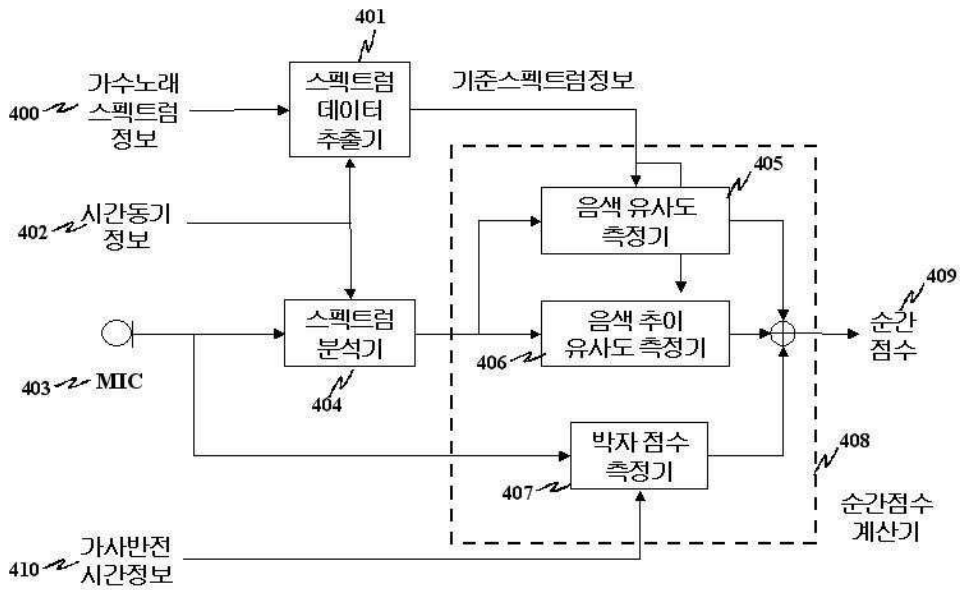 401
400
가수노래
스펙트럼
정보
스펙트럼
데이터
추출기
기준스펙트럼정보
402
시간동기
정보
405
음색 유사도
측정기
403
MIC
스펙트럼
분석기
404
음색 추이
유사도 측정기
406
409
순간
점수
박자 점수
측정기
407
408
순간점수
계산기
410
가사반전
시간정보